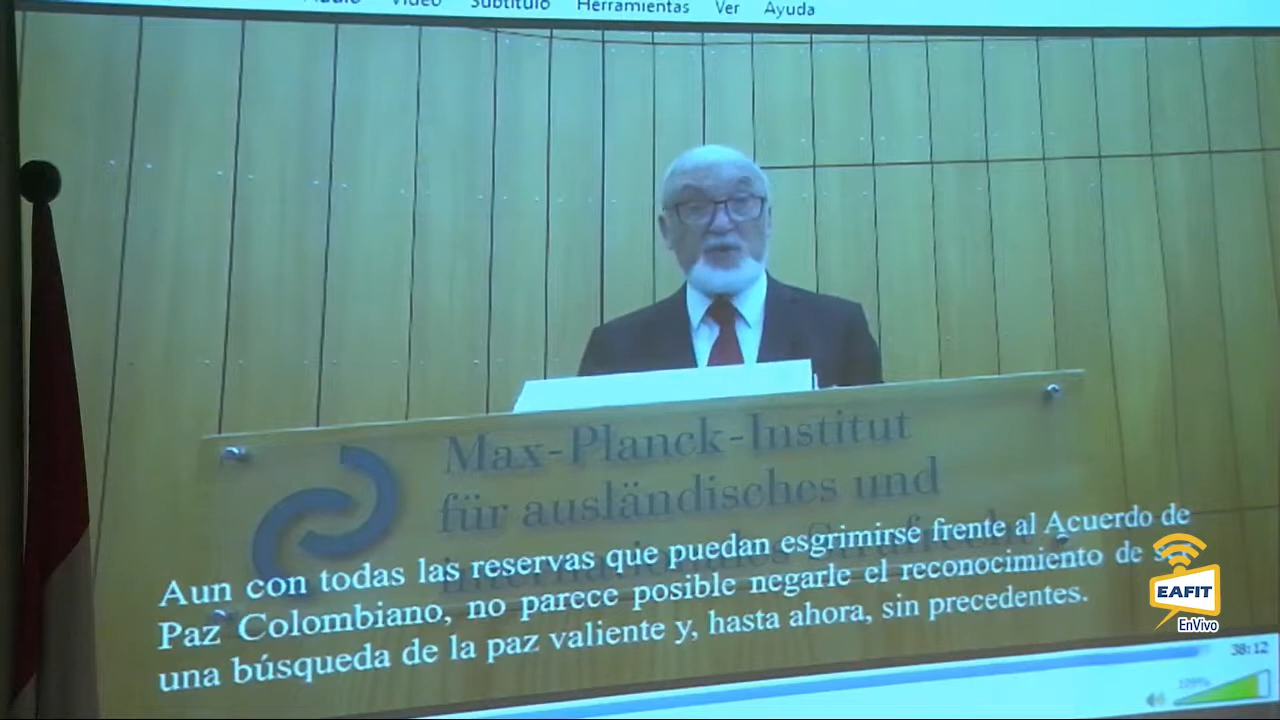 Audio Video Subtítulo Herramientas Ver Ayuda
Max-Planck-Institut
für ausländisches und
Aun con todas las reservas que puedan esgrimirse frente al Acuerdo de
Paz Colombiano, no parece posible negarle el reconocimiento de
una búsqueda de la paz valiente y, hasta ahora, sin precedentes.
EAFIT
EnVivo
38:12